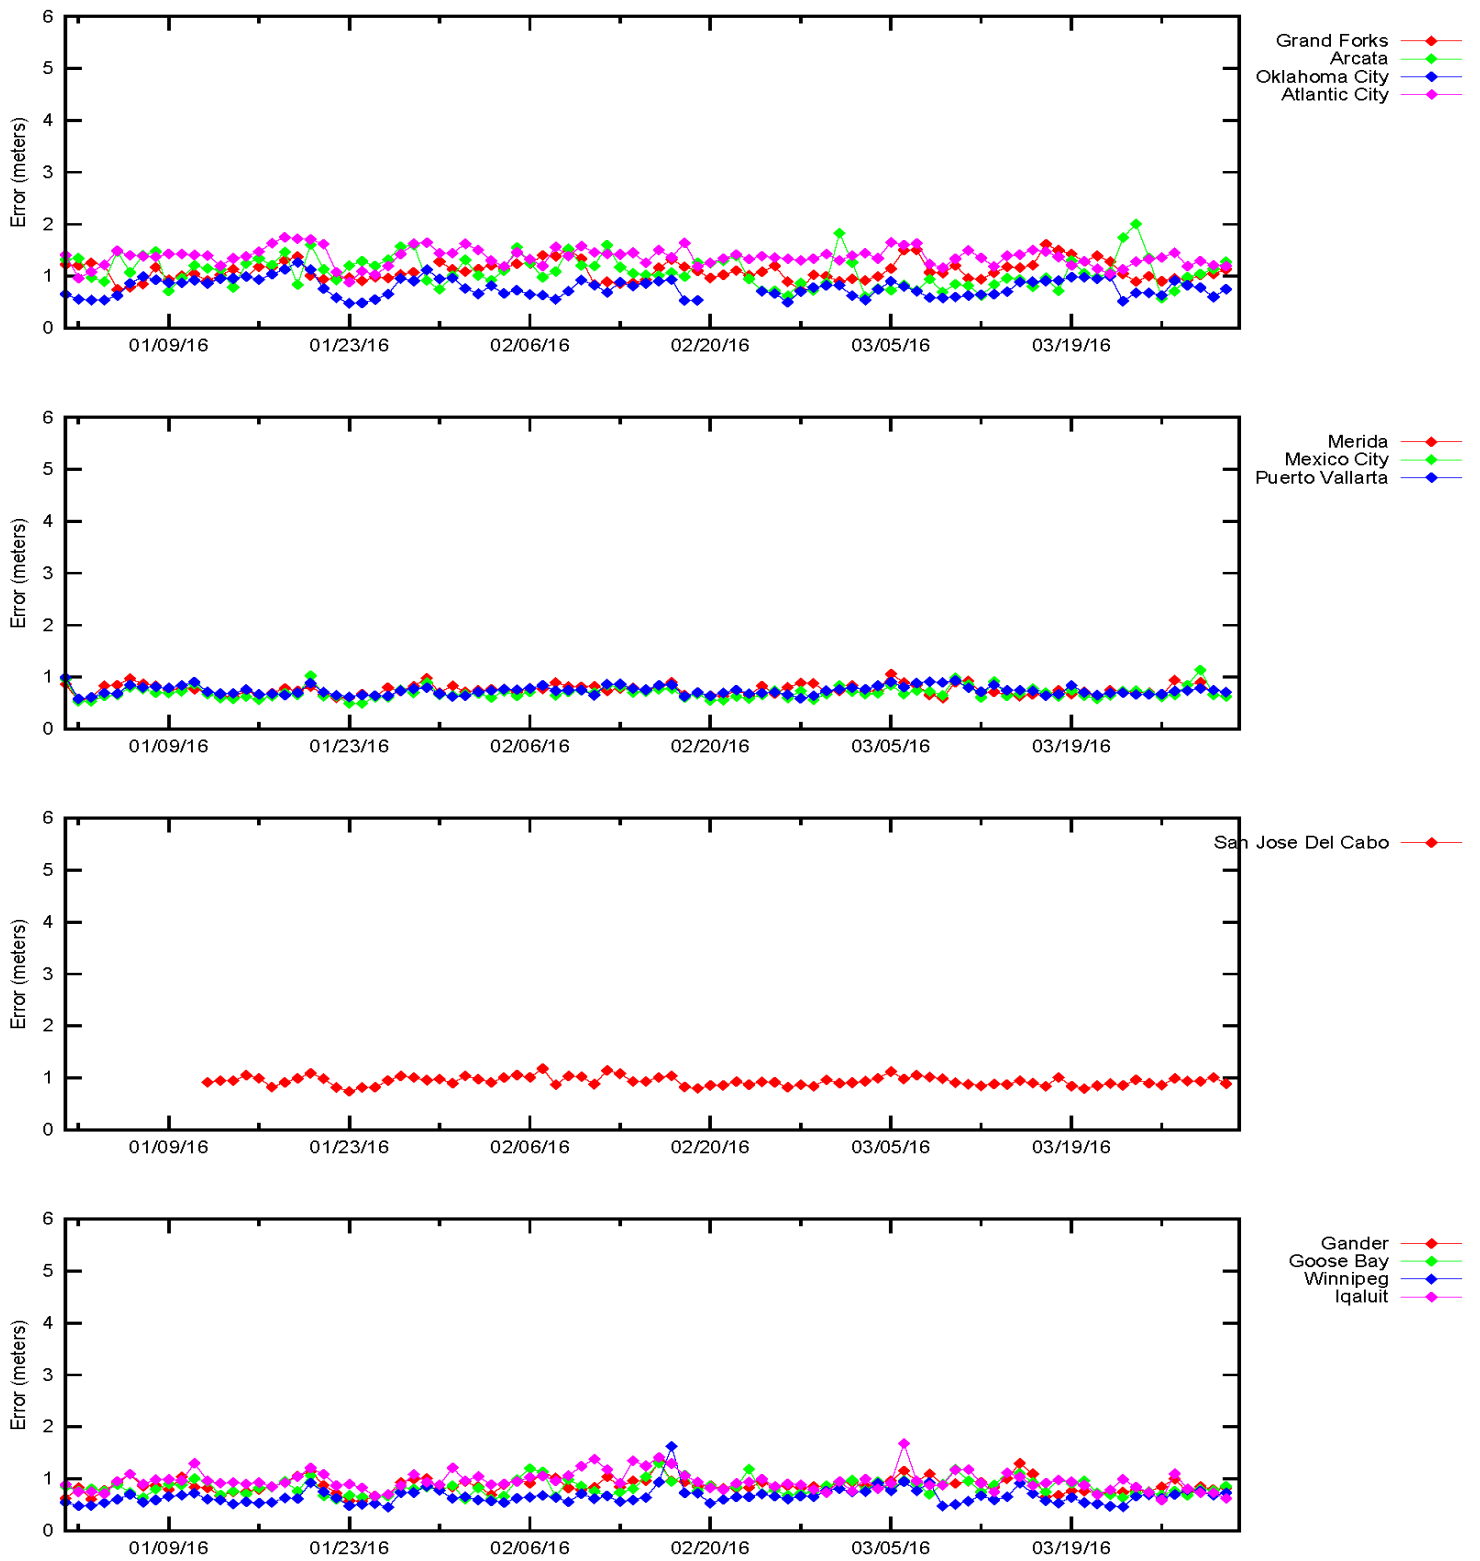 6
5
4
3
2
1
0
Error (meters)
01/09/16 01/23/16 02/06/16 02/20/16 03/05/16 03/19/16
Grand Forks
Arcata
Oklahoma City
Atlantic City
6
5
4
3
2
1
0
Error (meters)
01/09/16 01/23/16 02/06/16 02/20/16 03/05/16 03/19/16
Merida
Mexico City
Puerto Vallarta
6
5
4
3
2
1
0
Error (meters)
01/09/16 01/23/16 02/06/16 02/20/16 03/05/16 03/19/16
San Jose Del Cabo
6
5
4
3
2
1
0
Error (meters)
01/09/16 01/23/16 02/06/16 02/20/16 03/05/16 03/19/16
Gander
Goose Bay
Winnipeg
Iqaluit